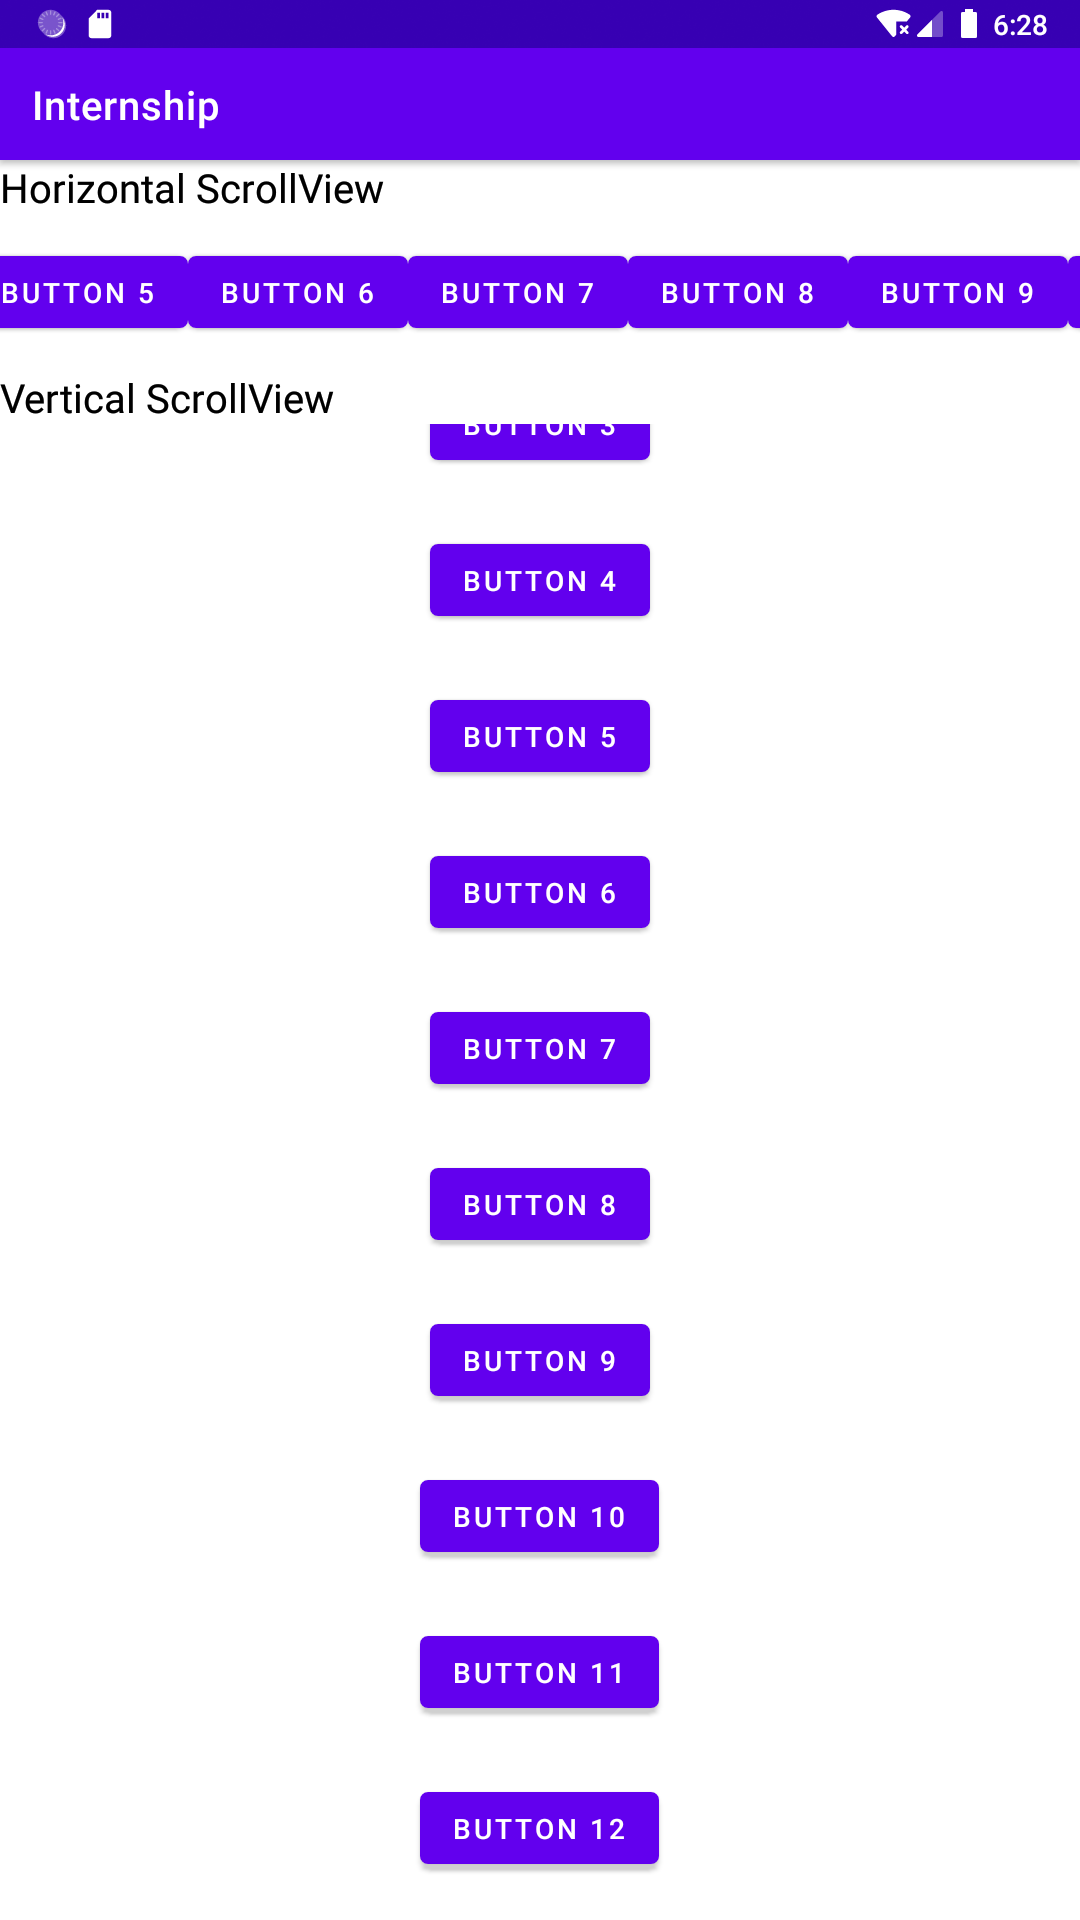 6:28
Internship
Horizontal ScrollView
BUTTON 5 BUTTON 6 BUTTON 7 BUTTON 8 BUTTON 9
Vertical ScrollView
BUTTON 3
BUTTON 4
BUTTON 5
BUTTON 6
BUTTON 7
BUTTON 8
BUTTON 9
BUTTON 10
BUTTON 11
BUTTON 12